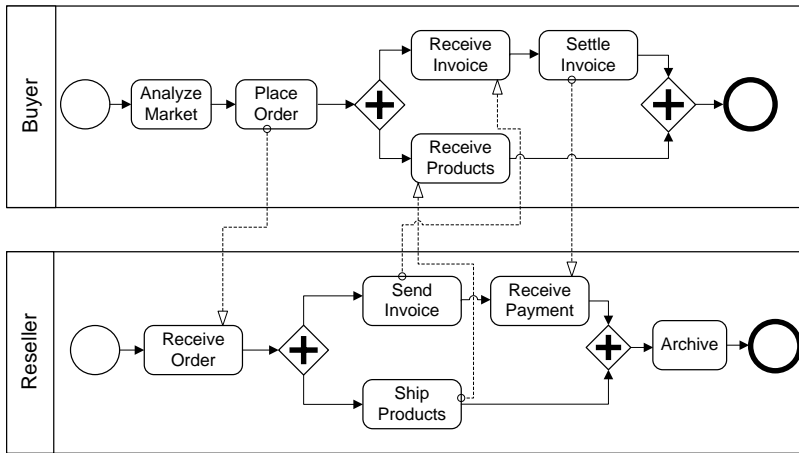 Buyer
Analyze
Market
Place
Order
Receive
Invoice
Settle
Invoice
Receive
Products
Reseller
Receive
Order
Send
Invoice
Receive
Payment
Ship
Products
Archive